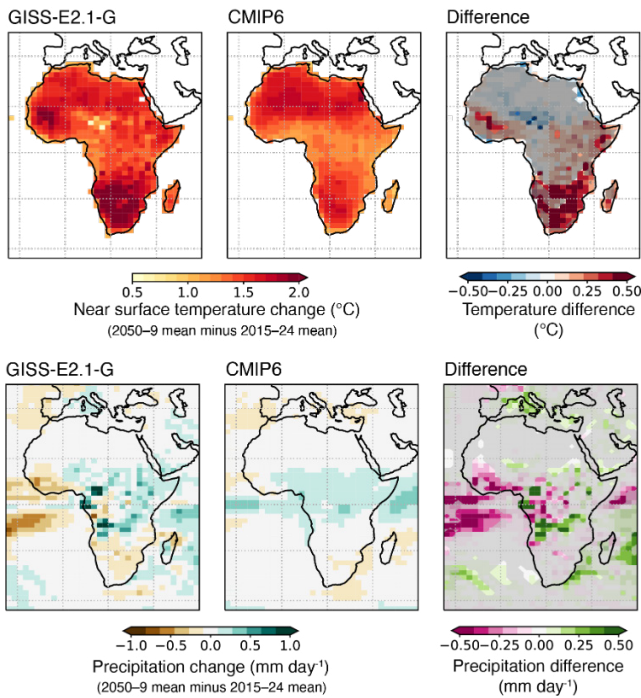 GISS-E2.1-G CMIP6 Difference
0.5 1.0 1.5 2.0
Near surface temperature change (°C)
(2050–9 mean minus 2015–24 mean)
−0.50 −0.25 0.00 0.25 0.50
Temperature difference
(°C)
GISS-E2.1-G CMIP6 Difference
−1.0 −0.5 0.0 0.5 1.0
Precipitation change (mm day⁻¹)
(2050–9 mean minus 2015–24 mean)
−0.50 −0.25 0.00 0.25 0.50
Precipitation difference
(mm day⁻¹)